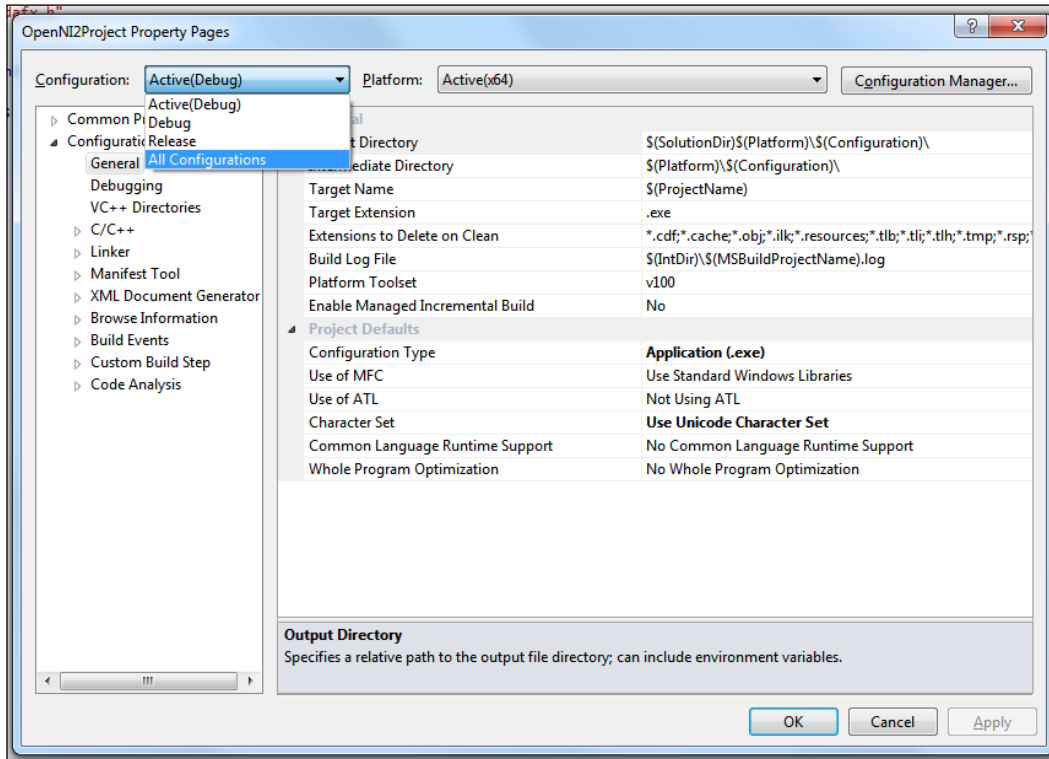 dafx.h"
OpenNI2Project Property Pages
Configuration: Active(Debug) Platform: Active(x64) Configuration Manager...
Active(Debug)
Debug
Release
All Configurations
Common
Configuration
General
Debugging
VC++ Directories
C/C++
Linker
Manifest Tool
XML Document Generator
Browse Information
Build Events
Custom Build Step
Code Analysis
Directory $(SolutionDir)$(Platform)\$(Configuration)\
Directory $(Platform)\$(Configuration)\
Target Name $(ProjectName)
Target Extension .exe
Extensions to Delete on Clean *.cdf;*.cache;*.obj;*.ilk;*.resources;*.tlb;*.tli;*.tlh;*.tmp;*.rsp;
Build Log File $(IntDir)\$(MSBuildProjectName).log
Platform Toolset v100
Enable Managed Incremental Build No
Project Defaults
Configuration Type Application (.exe)
Use of MFC Use Standard Windows Libraries
Use of ATL Not Using ATL
Character Set Use Unicode Character Set
Common Language Runtime Support No Common Language Runtime Support
Whole Program Optimization No Whole Program Optimization
Output Directory
Specifies a relative path to the output file directory; can include environment variables.
OK Cancel Apply